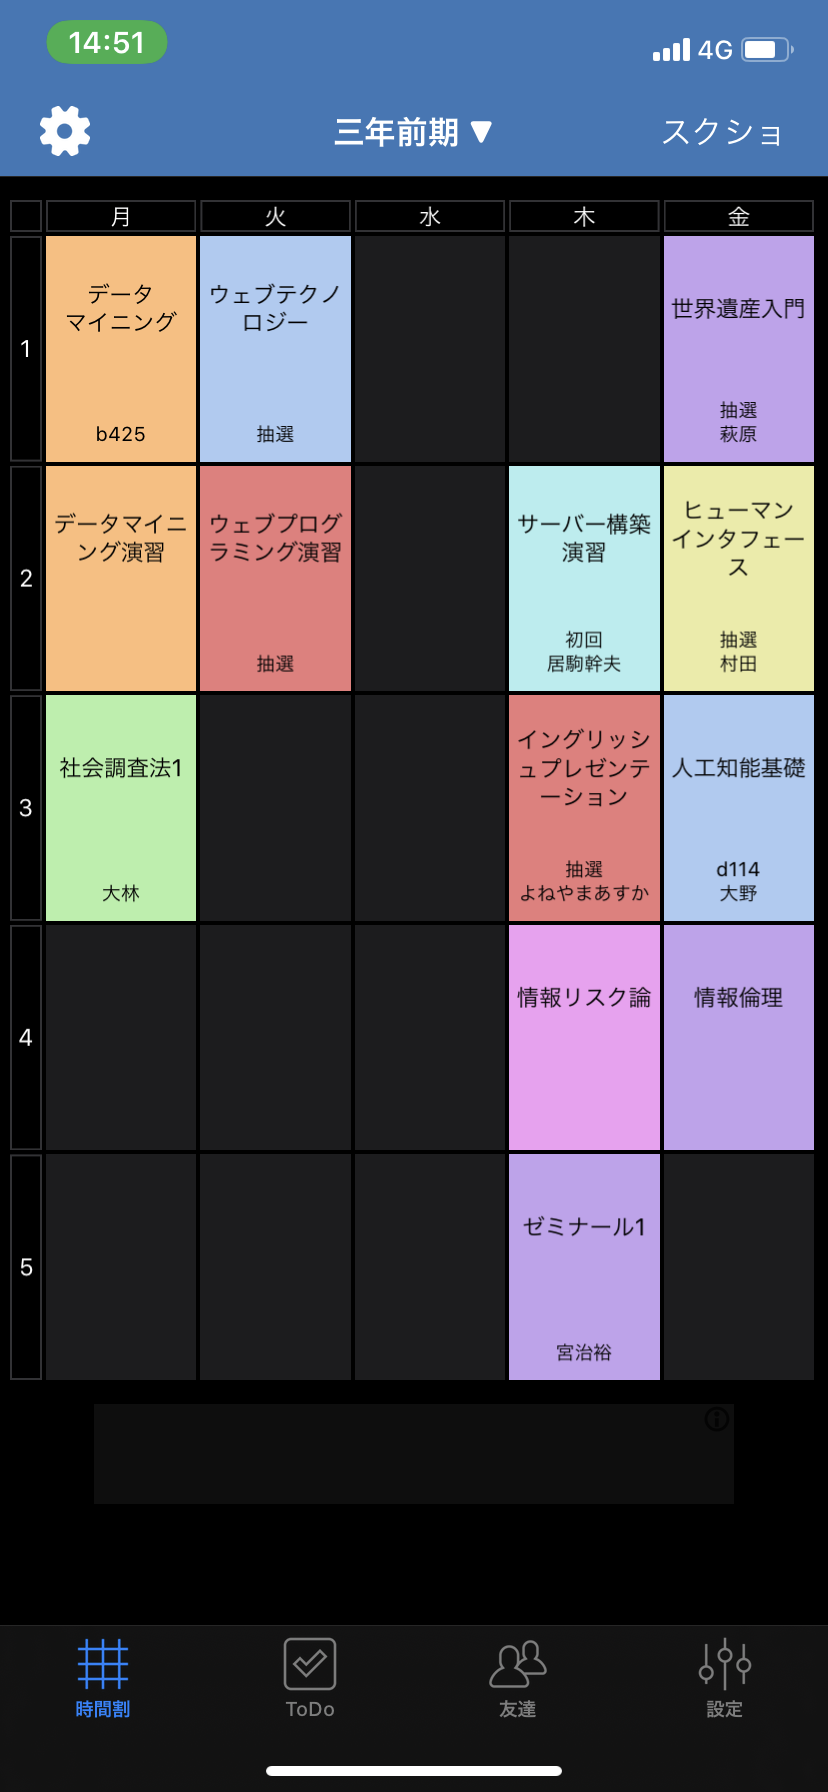 14:51
4G
三年前期▼
スクショ
月
火
水
木
金
1
データ
マイニング
b425
ウェブテクノ
ロジー
抽選
世界遺産入門
抽選
萩原
2
データマイニ
ング演習
ウェブプログ
ラミング演習
抽選
サーバー構築
演習
初回
居駒幹夫
ヒューマン
インタフェー
ス
抽選
村田
3
社会調査法1
大林
イングリッシ
ュプレゼンテ
ーション
抽選
よねやまあすか
人工知能基礎
d114
大野
4
情報リスク論
情報倫理
5
ゼミナール1
宮治裕
時間割
ToDo
友達
設定